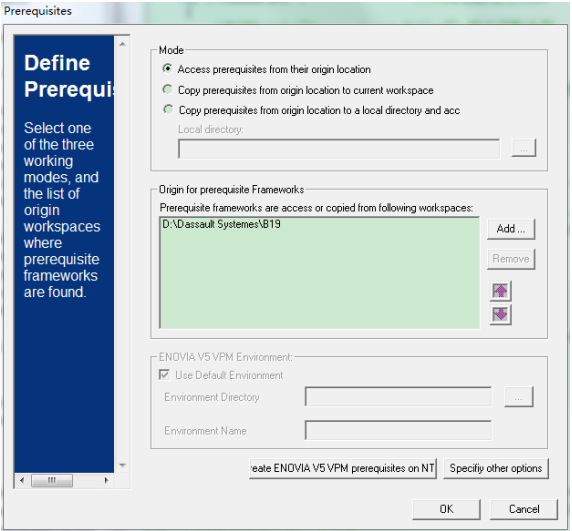 Prerequisites
Define
Prerequis
Select one
of the three
working
modes, and
the list of
origin
workspaces
where
prerequisite
frameworks
are found.
Mode
Access prerequisites from their origin location
Copy prerequisites from origin location to current workspace
Copy prerequisites from origin location to a local directory and acc
Local directory:
...
Origin for prerequisite Frameworks
Prerequisite frameworks are access or copied from following workspaces:
D:\Dassault Systemes\B19
Add ...
Remove
ENOVIA V5 VPM Environment:
Use Default Environment
Environment Directory
...
Environment Name
reate ENOVIA V5 VPM prerequisites on NT
Specifiy other options
OK
Cancel